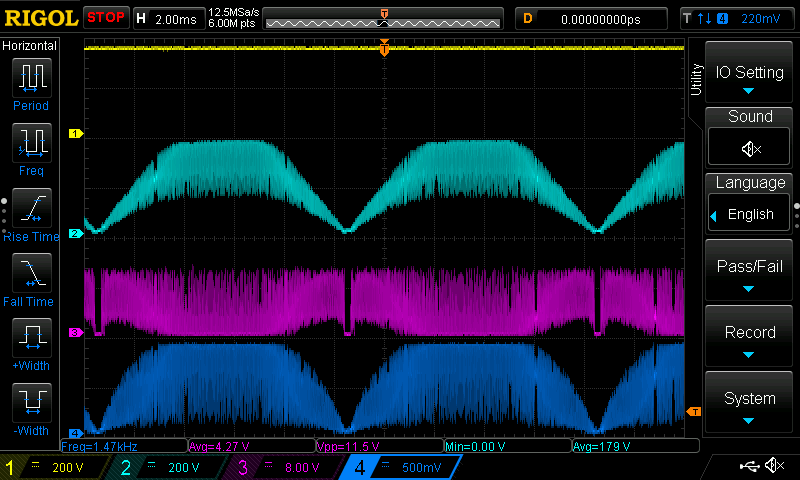 RIGOL STOP H 2.00ms 12.5MSa/s 6.00M pts T D 0.00000000ps T 4 220mV
Horizontal
Period
Freq
Rise Time
Fall Time
+Width
-Width
T
1
2
3
4
T
Utility
IO Setting
Sound
Language
English
Pass/Fail
Record
System
Freq=1.47kHz Avg=4.27 V Vpp=11.5 V Min=0.00 V Avg=179 V
1 200 V 2 200 V 3 8.00 V 4 500mV